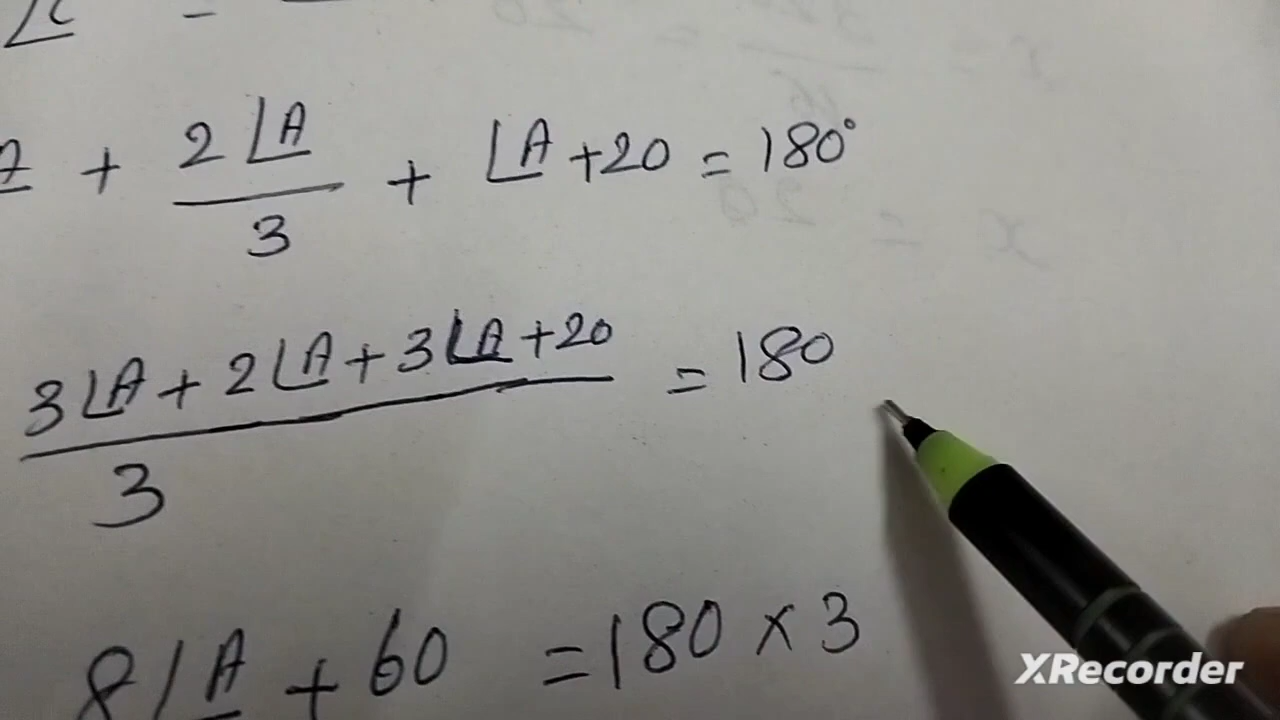 ∠C -
A + 2∠A/3 + ∠A + 20 = 180°
(3∠A + 2∠A + 3∠A + 20)/3 = 180
8∠A + 60 = 180 × 3
XRecorder